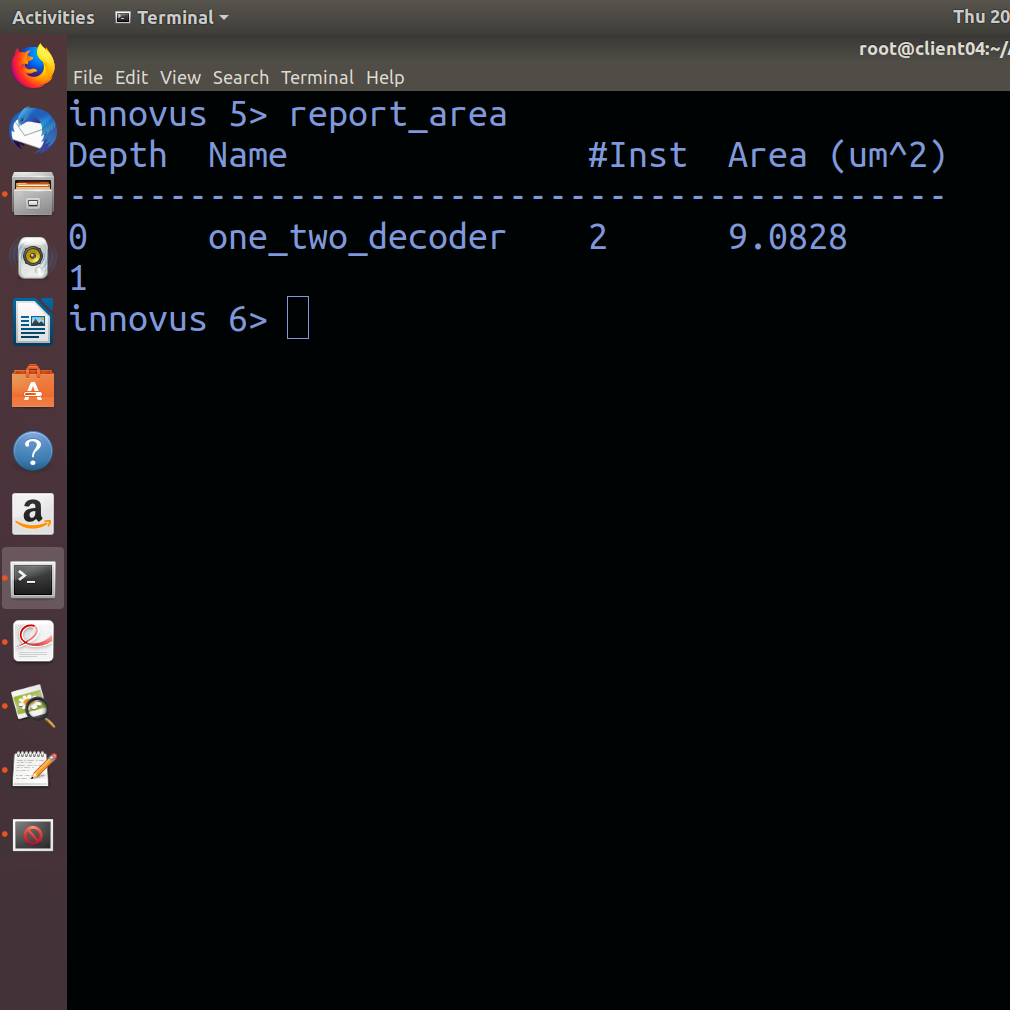 Activities Terminal Thu 20
root@client04:~/
File Edit View Search Terminal Help
innovus 5> report_area
Depth Name #Inst Area (um^2)
--------------------------------------------
0 one_two_decoder 2 9.0828
1
innovus 6>